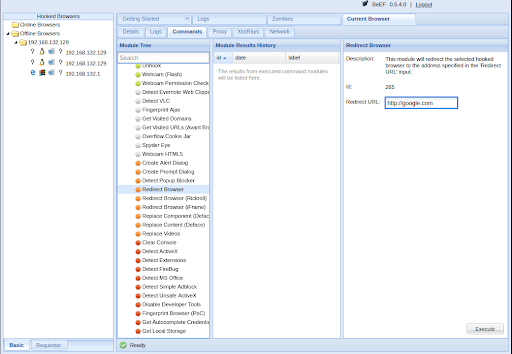 BeEF 0.5.4.0 | Logout
Hooked Browsers
Online Browsers
Offline Browsers
192.168.132.129
? ? 192.168.132.129
? ? 192.168.132.129
? 192.168.132.1
Basic Requester
Getting Started Logs Zombies Current Browser
Details Logs Commands Proxy XssRays Network
Module Tree
Search
Unhook
Webcam (Flash)
Webcam Permission Check
Detect Evernote Web Clippe
Detect VLC
Fingerprint Ajax
Get Visited Domains
Get Visited URLs (Avant Bro
Overflow Cookie Jar
Spyder Eye
Webcam HTML5
Create Alert Dialog
Create Prompt Dialog
Detect Popup Blocker
Redirect Browser
Redirect Browser (Rickroll)
Redirect Browser (iFrame)
Replace Component (Deface
Replace Content (Deface)
Replace Videos
Clear Console
Detect ActiveX
Detect Extensions
Detect FireBug
Detect MS Office
Detect Simple Adblock
Detect Unsafe ActiveX
Disable Developer Tools
Fingerprint Browser (PoC)
Get Autocomplete Credentia
Get Local Storage
Module Results History
id date label
The results from executed command modules
will be listed here.
Redirect Browser
Description: This module will redirect the selected hooked
browser to the address specified in the 'Redirect
URL' input.
Id: 265
Redirect URL: http://google.com
Execute
Ready